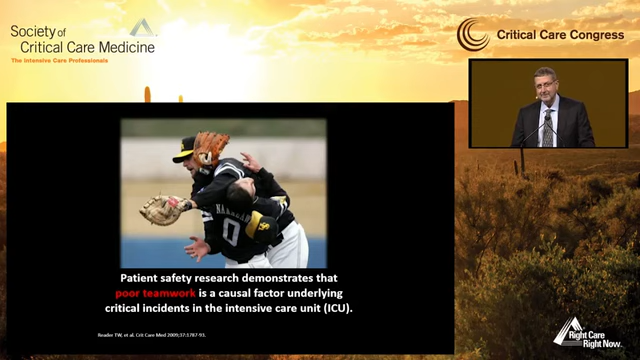 Society of
Critical Care Medicine
The Intensive Care Professionals
Critical Care Congress
0
Patient safety research demonstrates that
poor teamwork is a causal factor underlying
critical incidents in the intensive care unit (ICU).
Reader TW, et al. Crit Care Med 2009;37:1787-93.
Right Care
Right Now